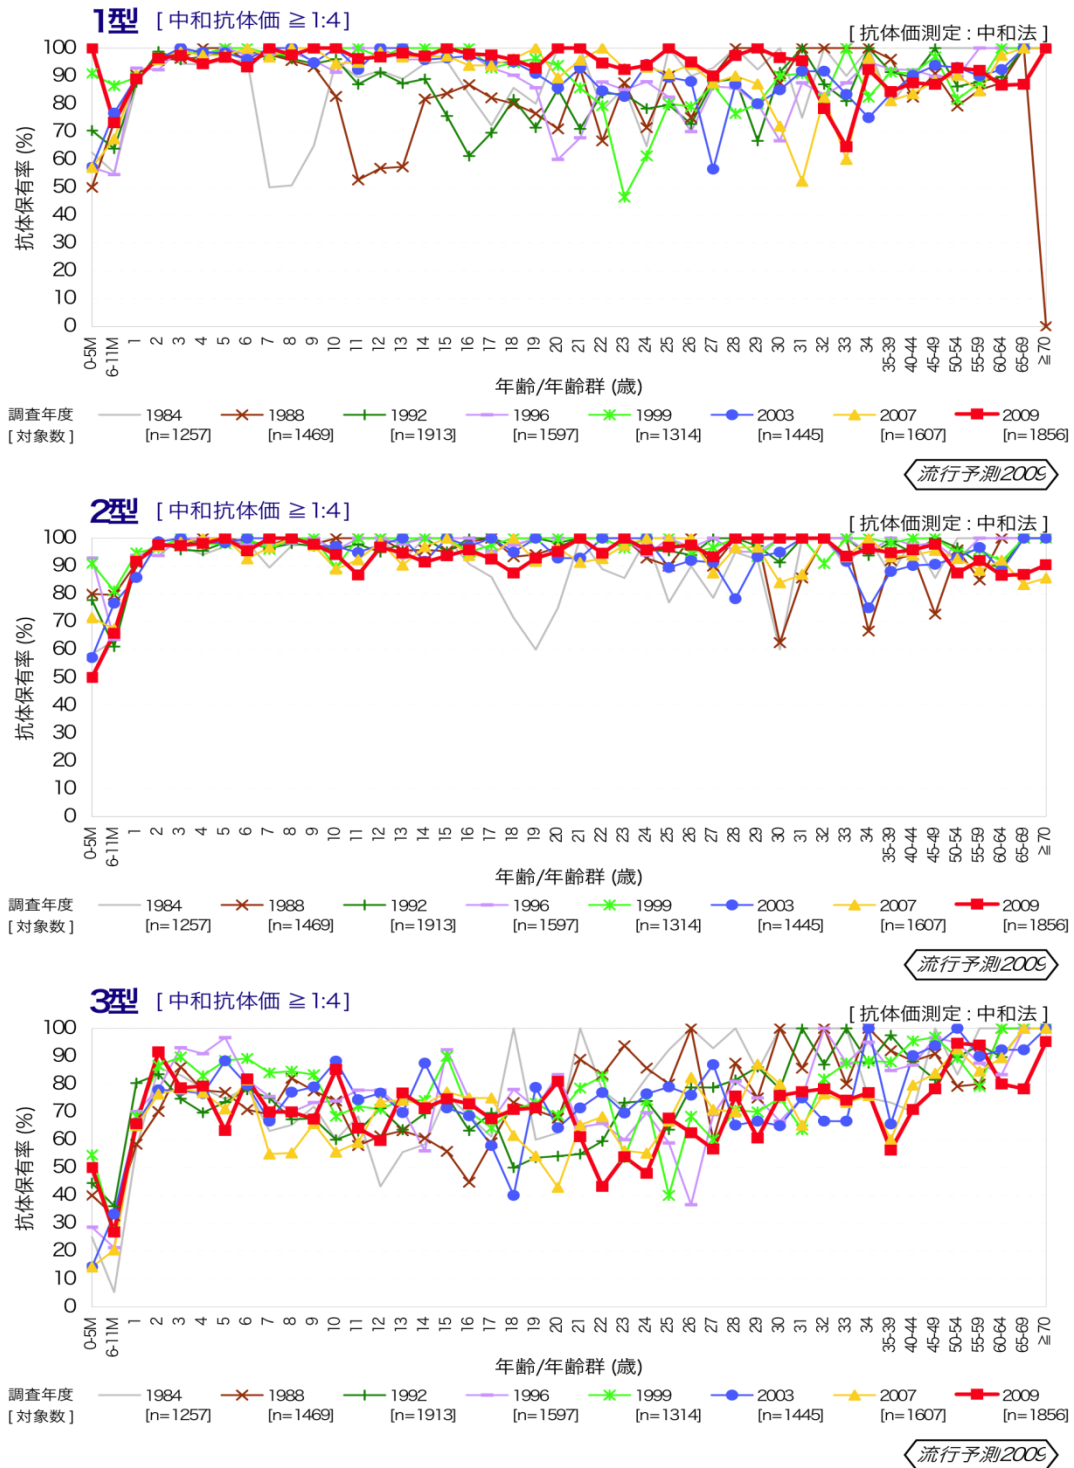 1型 [ 中和抗体価 ≧ 1:4 ]
[ 抗体価測定 : 中和法 ]
抗体保有率 (%)
100
90
80
70
60
50
40
30
20
10
0
0-5M 6-11M 1 2 3 4 5 6 7 8 9 10 11 12 13 14 15 16 17 18 19 20 21 22 23 24 25 26 27 28 29 30 31 32 33 34 35-39 40-44 45-49 50-54 55-59 60-64 65-69 ≧70
年齢/年齢群 (歳)
調査年度 1984 1988 1992 1996 1999 2003 2007 2009
[ 対象数 ] [n=1257] [n=1469] [n=1913] [n=1597] [n=1314] [n=1445] [n=1607] [n=1856]
流行予測2009
2型 [ 中和抗体価 ≧ 1:4 ]
[ 抗体価測定 : 中和法 ]
抗体保有率 (%)
100
90
80
70
60
50
40
30
20
10
0
0-5M 6-11M 1 2 3 4 5 6 7 8 9 10 11 12 13 14 15 16 17 18 19 20 21 22 23 24 25 26 27 28 29 30 31 32 33 34 35-39 40-44 45-49 50-54 55-59 60-64 65-69 ≧70
年齢/年齢群 (歳)
調査年度 1984 1988 1992 1996 1999 2003 2007 2009
[ 対象数 ] [n=1257] [n=1469] [n=1913] [n=1597] [n=1314] [n=1445] [n=1607] [n=1856]
流行予測2009
3型 [ 中和抗体価 ≧ 1:4 ]
[ 抗体価測定 : 中和法 ]
抗体保有率 (%)
100
90
80
70
60
50
40
30
20
10
0
0-5M 6-11M 1 2 3 4 5 6 7 8 9 10 11 12 13 14 15 16 17 18 19 20 21 22 23 24 25 26 27 28 29 30 31 32 33 34 35-39 40-44 45-49 50-54 55-59 60-64 65-69 ≧70
年齢/年齢群 (歳)
調査年度 1984 1988 1992 1996 1999 2003 2007 2009
[ 対象数 ] [n=1257] [n=1469] [n=1913] [n=1597] [n=1314] [n=1445] [n=1607] [n=1856]
流行予測2009